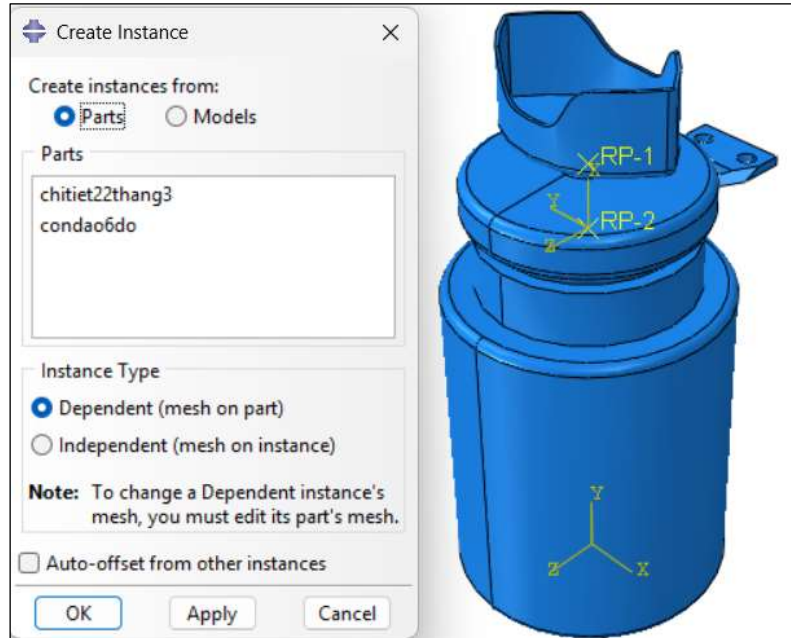 Create Instance
Create instances from:
Parts
Models
Parts
chitiet22thang3
condao6do
Instance Type
Dependent (mesh on part)
Independent (mesh on instance)
Note: To change a Dependent instance's
mesh, you must edit its part's mesh.
Auto-offset from other instances
OK
Apply
Cancel
RP-1
X
Y
RP-2
Z
Y
Z
X